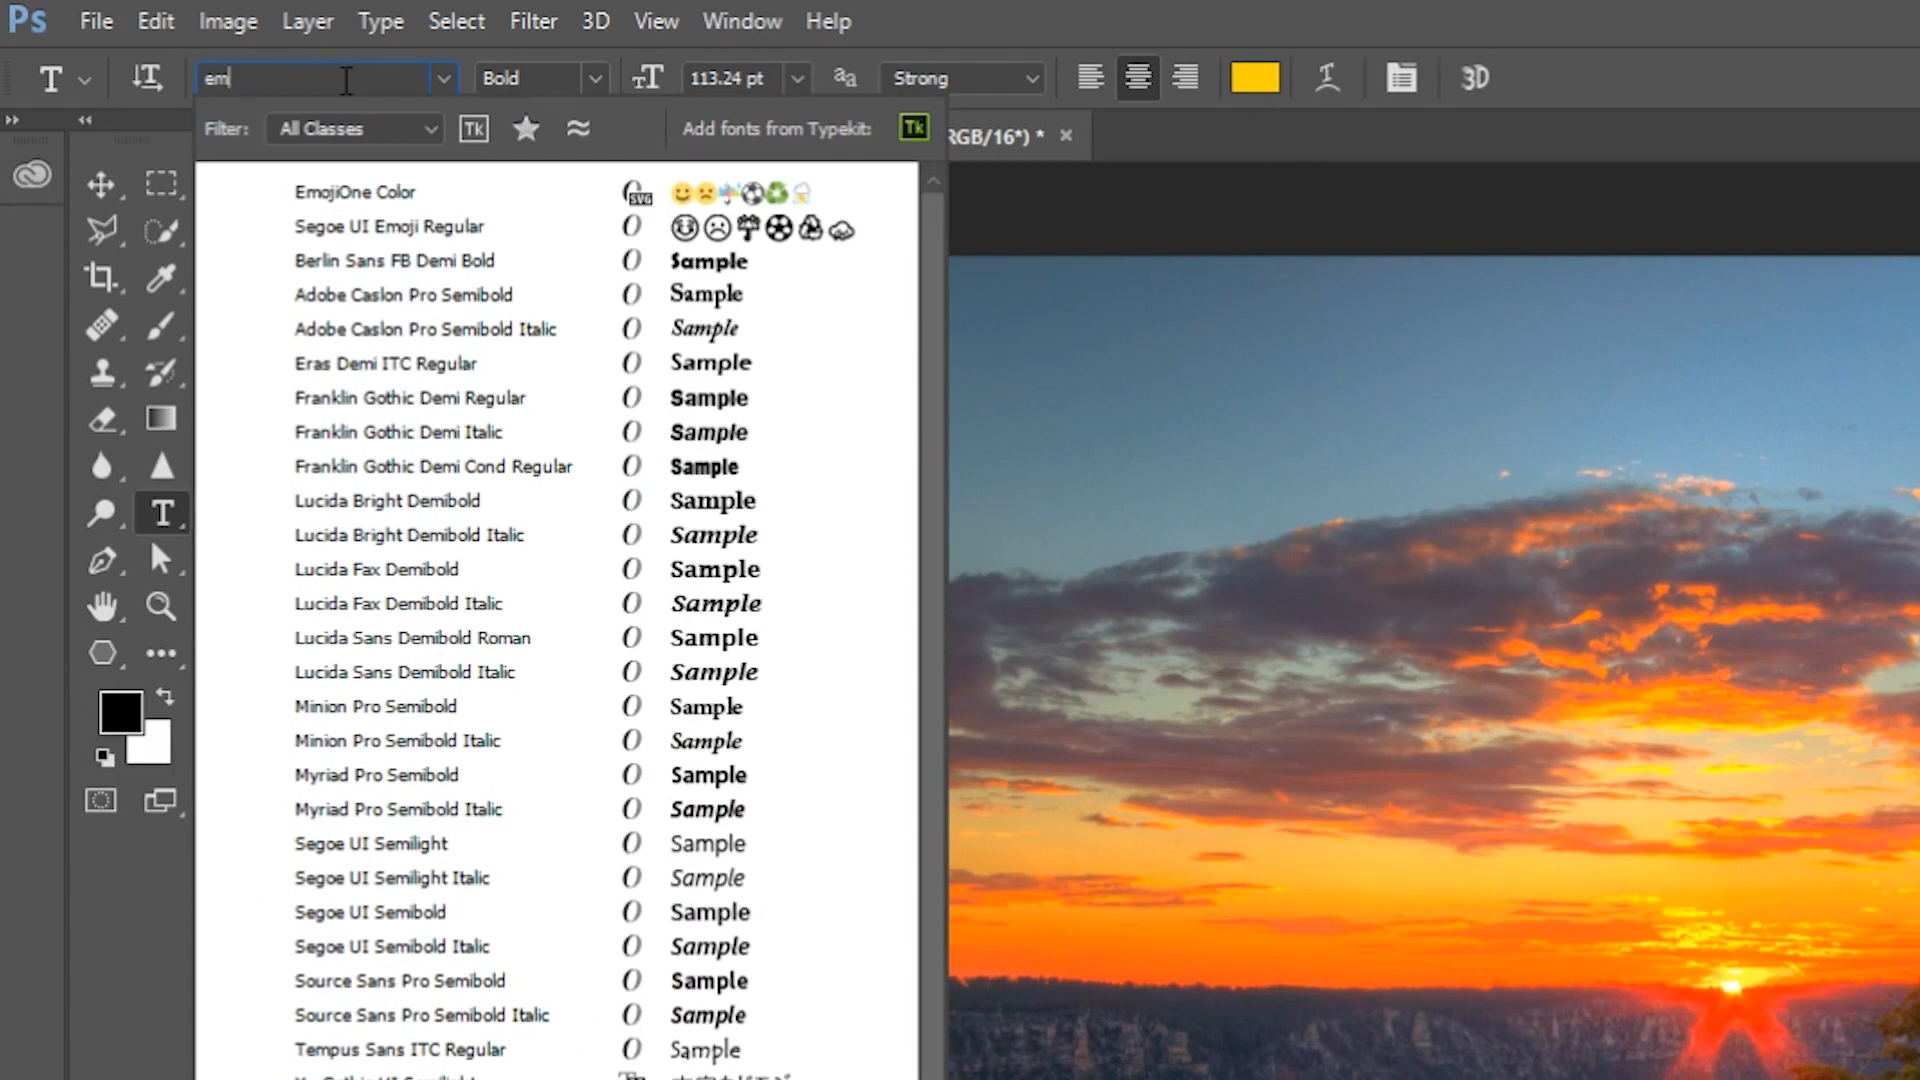 Ps File Edit Image Layer Type Select Filter 3D View Window Help
T em Bold 113.24 pt aa Strong 3D
Filter: All Classes Tk Add fonts from Typekit: Tk
RGB/16*) * ×
EmojiOne Color SVG
Segoe UI Emoji Regular O
Berlin Sans FB Demi Bold O Sample
Adobe Caslon Pro Semibold O Sample
Adobe Caslon Pro Semibold Italic O Sample
Eras Demi ITC Regular O Sample
Franklin Gothic Demi Regular O Sample
Franklin Gothic Demi Italic O Sample
Franklin Gothic Demi Cond Regular O Sample
Lucida Bright Demibold O Sample
Lucida Bright Demibold Italic O Sample
Lucida Fax Demibold O Sample
Lucida Fax Demibold Italic O Sample
Lucida Sans Demibold Roman O Sample
Lucida Sans Demibold Italic O Sample
Minion Pro Semibold O Sample
Minion Pro Semibold Italic O Sample
Myriad Pro Semibold O Sample
Myriad Pro Semibold Italic O Sample
Segoe UI Semilight O Sample
Segoe UI Semilight Italic O Sample
Segoe UI Semibold O Sample
Segoe UI Semibold Italic O Sample
Source Sans Pro Semibold O Sample
Source Sans Pro Semibold Italic O Sample
Tempus Sans ITC Regular O Sample